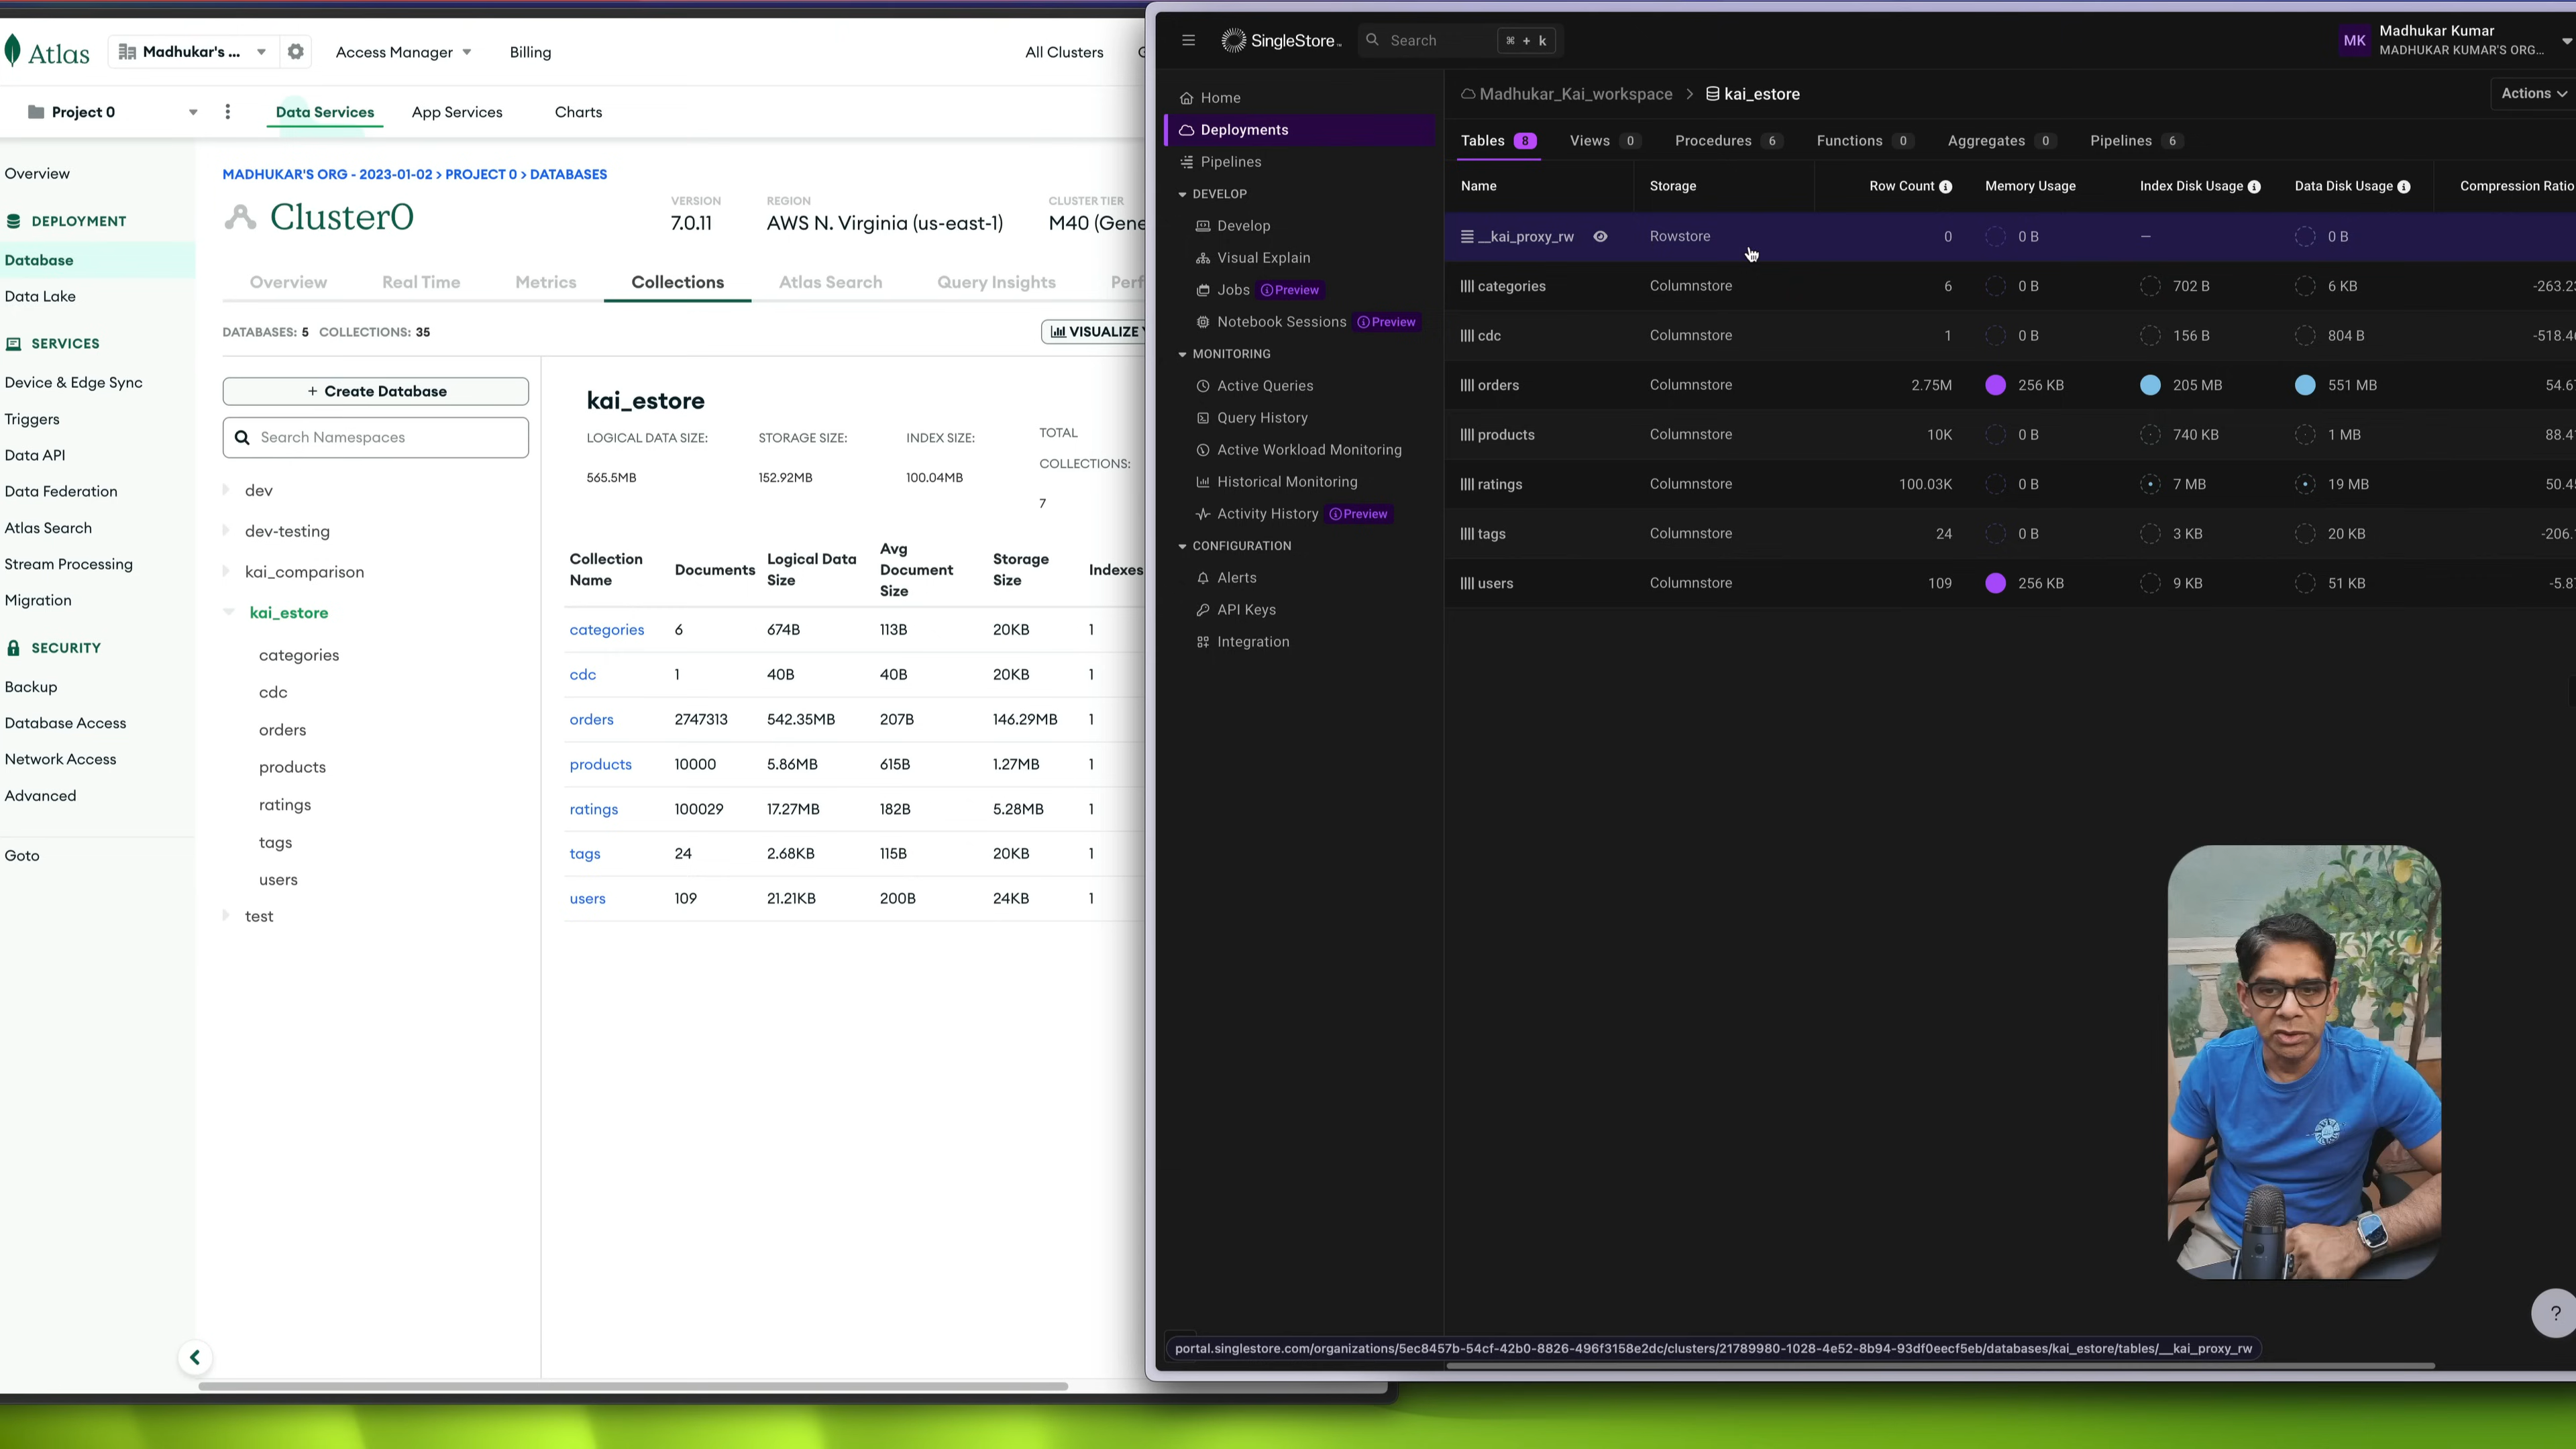 Atlas
Madhukar's ...
Access Manager
Billing
All Clusters
Project 0
Data Services
App Services
Charts
Overview
DEPLOYMENT
Database
Data Lake
SERVICES
Device & Edge Sync
Triggers
Data API
Data Federation
Atlas Search
Stream Processing
Migration
SECURITY
Backup
Database Access
Network Access
Advanced
Goto
MADHUKAR'S ORG - 2023-01-02 > PROJECT 0 > DATABASES
Cluster0
VERSION
7.0.11
REGION
AWS N. Virginia (us-east-1)
CLUSTER TIER
M40 (Gene
Overview Real Time Metrics Collections Atlas Search Query Insights Perf
DATABASES: 5 COLLECTIONS: 35
VISUALIZE Y
+ Create Database
Search Namespaces
dev
dev-testing
kai_comparison
kai_estore
categories
cdc
orders
products
ratings
tags
users
test
kai_estore
LOGICAL DATA SIZE: 565.5MB
STORAGE SIZE: 152.92MB
INDEX SIZE: 100.04MB
TOTAL COLLECTIONS: 7
Collection Name Documents Logical Data Size Avg Document Size Storage Size Indexes
categories 6 674B 113B 20KB 1
cdc 1 40B 40B 20KB 1
orders 2747313 542.35MB 207B 146.29MB 1
products 10000 5.86MB 615B 1.27MB 1
ratings 100029 17.27MB 182B 5.28MB 1
tags 24 2.68KB 115B 20KB 1
users 109 21.21KB 200B 24KB 1
SingleStore
Search ⌘ + k
MK
Madhukar Kumar
MADHUKAR KUMAR'S ORG...
Home
Deployments
Pipelines
DEVELOP
Develop
Visual Explain
Jobs Preview
Notebook Sessions Preview
MONITORING
Active Queries
Query History
Active Workload Monitoring
Historical Monitoring
Activity History Preview
CONFIGURATION
Alerts
API Keys
Integration
Madhukar_Kai_workspace > kai_estore
Actions
Tables 8 Views 0 Procedures 6 Functions 0 Aggregates 0 Pipelines 6
Name Storage Row Count Memory Usage Index Disk Usage Data Disk Usage Compression Ratio
__kai_proxy_rw Rowstore 0 0 B — 0 B
categories Columnstore 6 0 B 702 B 6 KB -263.23
cdc Columnstore 1 0 B 156 B 804 B -518.46
orders Columnstore 2.75M 256 KB 205 MB 551 MB 54.6
products Columnstore 10K 0 B 740 KB 1 MB 88.4
ratings Columnstore 100.03K 0 B 7 MB 19 MB 50.4
tags Columnstore 24 0 B 3 KB 20 KB -206.
users Columnstore 109 256 KB 9 KB 51 KB -5.8
?
portal.singlestore.com/organizations/5ec8457b-54cf-42b0-8826-496f3158e2dc/clusters/21789980-1028-4e52-8b94-93df0eecf5eb/databases/kai_estore/tables/__kai_proxy_rw